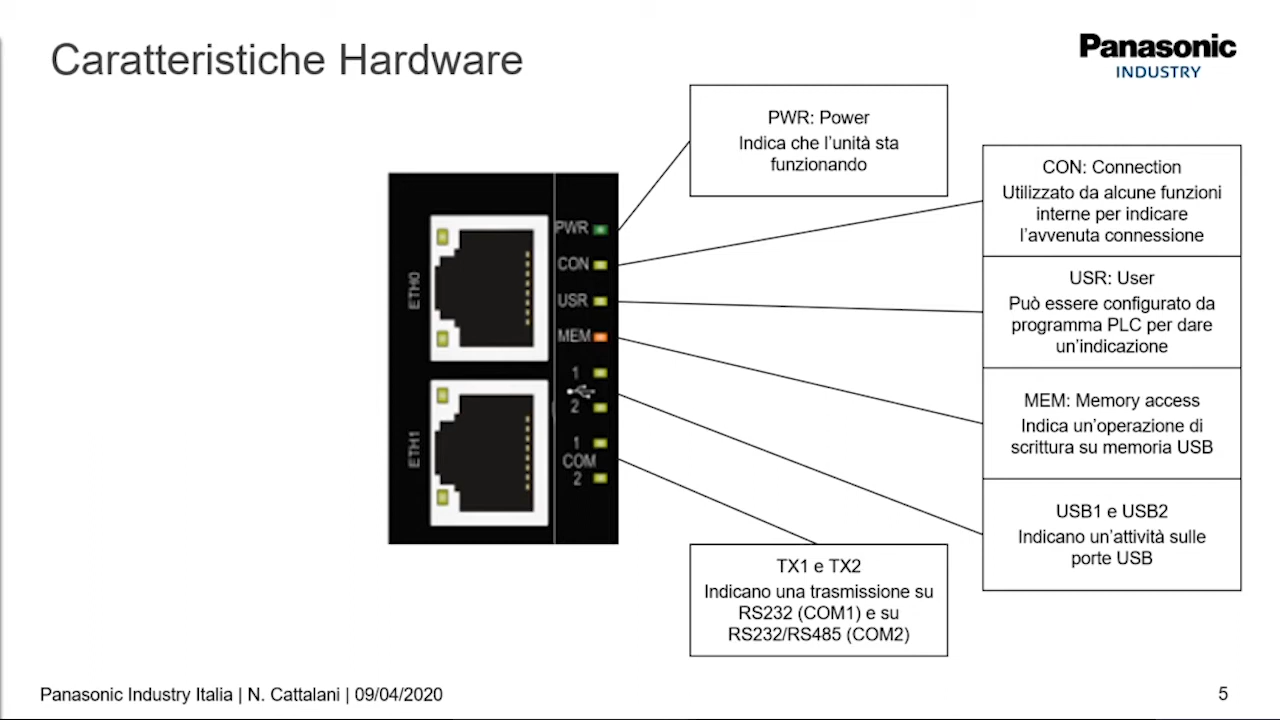 Caratteristiche Hardware
Panasonic
INDUSTRY
PWR: Power
Indica che l'unità sta
funzionando
CON: Connection
Utilizzato da alcune funzioni
interne per indicare
l'avvenuta connessione
USR: User
Può essere configurato da
programma PLC per dare
un'indicazione
MEM: Memory access
Indica un'operazione di
scrittura su memoria USB
USB1 e USB2
Indicano un'attività sulle
porte USB
TX1 e TX2
Indicano una trasmissione su
RS232 (COM1) e su
RS232/RS485 (COM2)
ETH0
ETH1
PWR
CON
USR
MEM
1
2
1
COM
2
Panasonic Industry Italia | N. Cattalani | 09/04/2020
5